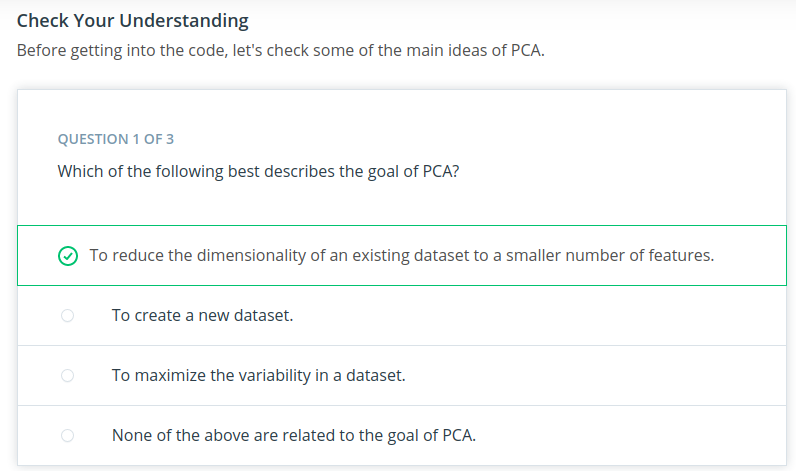 Check Your Understanding
Before getting into the code, let's check some of the main ideas of PCA.
QUESTION 1 OF 3
Which of the following best describes the goal of PCA?
To reduce the dimensionality of an existing dataset to a smaller number of features.
To create a new dataset.
To maximize the variability in a dataset.
None of the above are related to the goal of PCA.